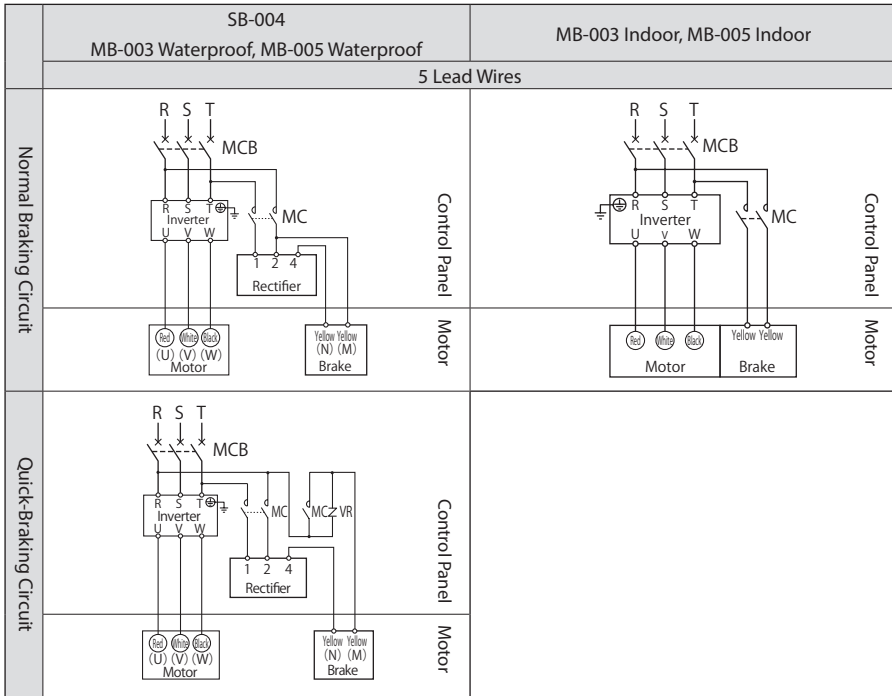 SB-004
MB-003 Waterproof, MB-005 Waterproof
MB-003 Indoor, MB-005 Indoor
5 Lead Wires
Normal Braking Circuit
R S T
MCB
R S T
Inverter
U V W
MC
1 2 4
Rectifier
Control Panel
Red White Black
(U) (V) (W)
Motor
Yellow Yellow
(N) (M)
Brake
Motor
R S T
MCB
R S T
Inverter
U v W
MC
Control Panel
Red White Black
Motor
Yellow Yellow
Brake
Motor
Quick-Braking Circuit
R S T
MCB
R S T
Inverter
U V W
MC
MC
VR
1 2 4
Rectifier
Control Panel
Red White Black
(U) (V) (W)
Motor
Yellow Yellow
(N) (M)
Brake
Motor